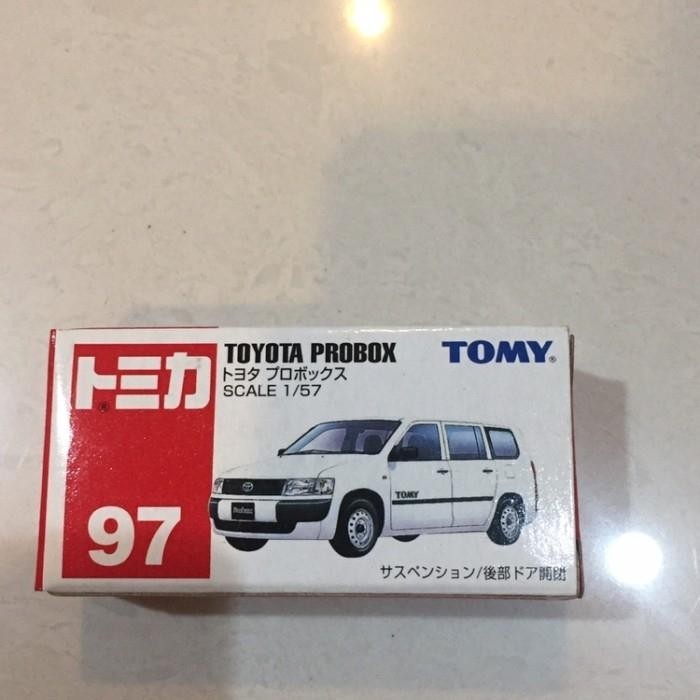 トミカ®
97
TOYOTA PROBOX
トヨタ プロボックス
SCALE 1/57
TOMY®
Probox
TOMY
サスペンション/後部ドア開閉